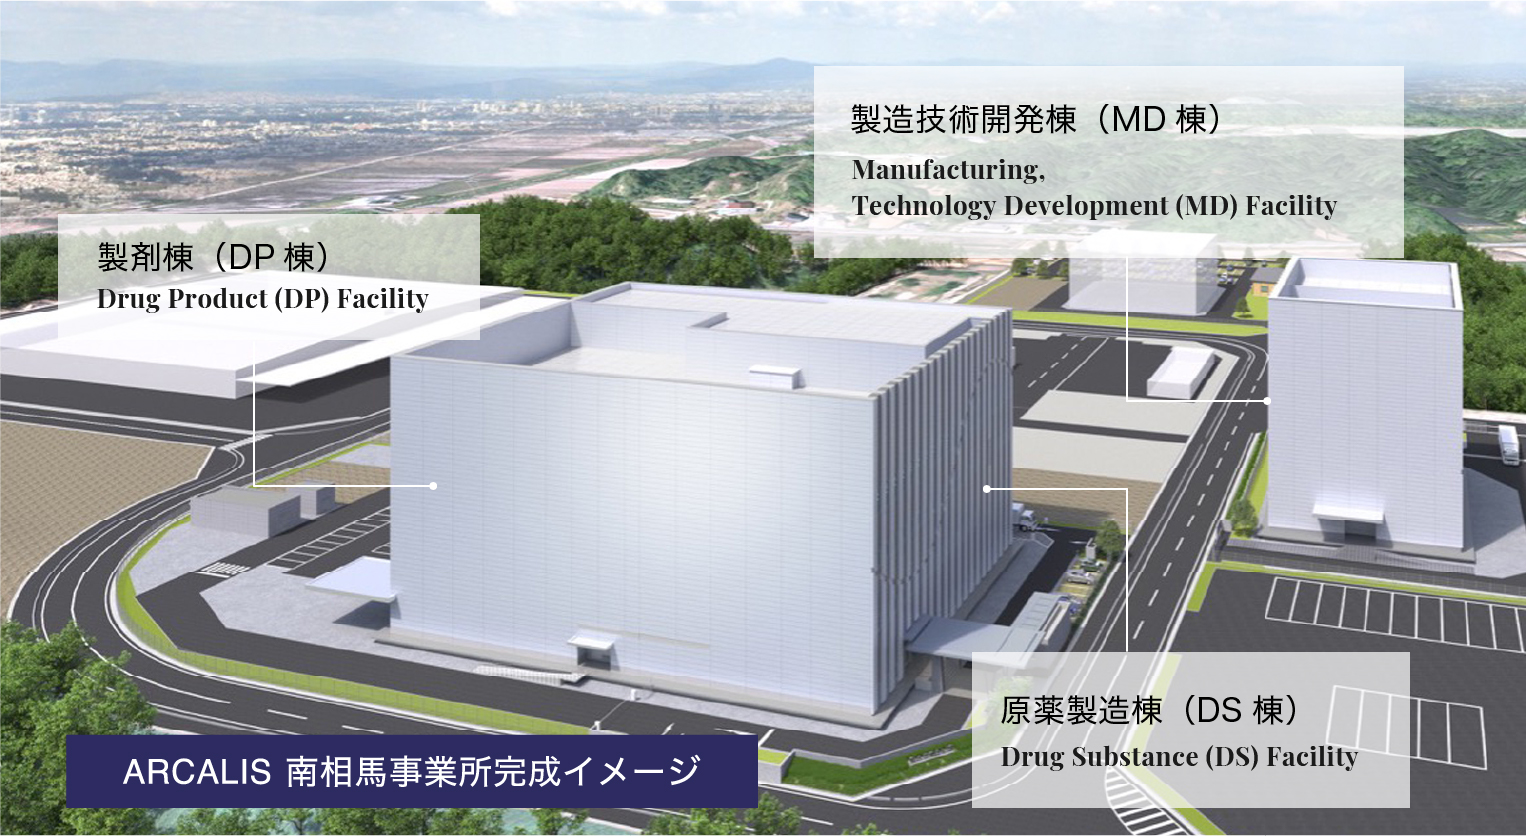 製造技術開発棟（MD 棟）
Manufacturing,
Technology Development (MD) Facility
製剤棟（DP 棟）
Drug Product (DP) Facility
原薬製造棟（DS 棟）
Drug Substance (DS) Facility
ARCALIS 南相馬事業所完成イメージ